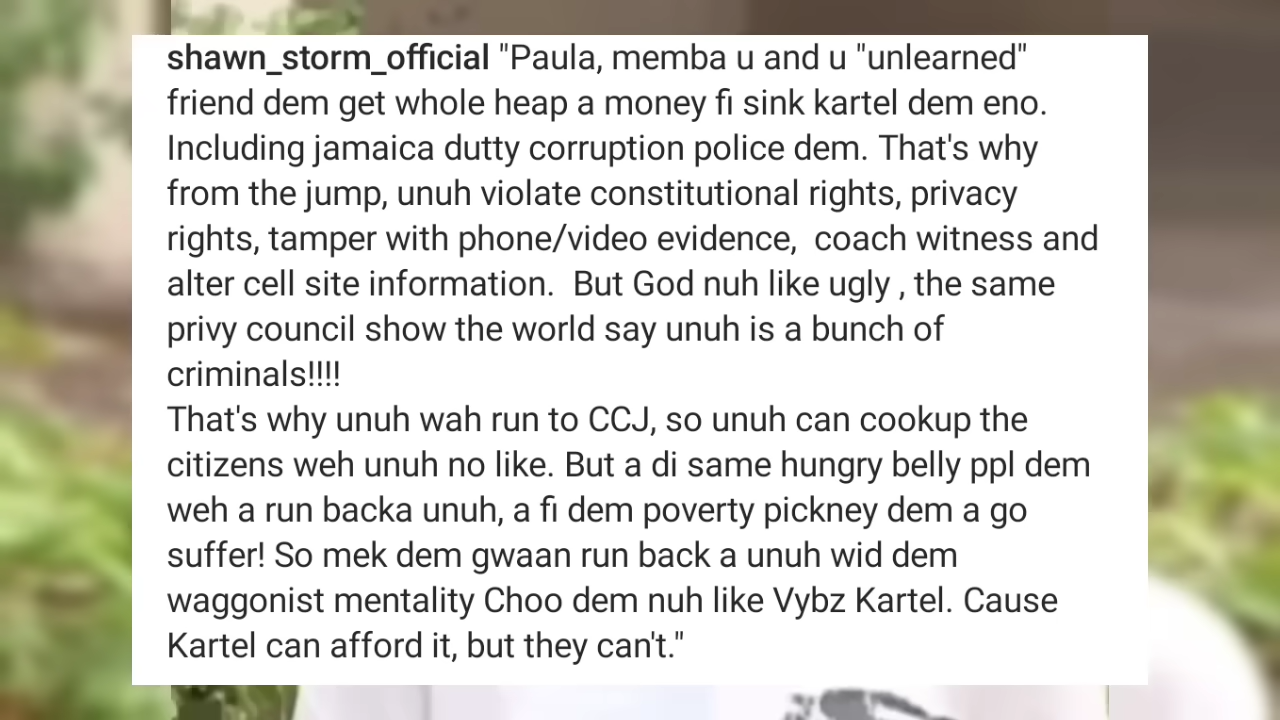 shawn_storm_official "Paula, memba u and u "unlearned"
friend dem get whole heap a money fi sink kartel dem eno.
Including jamaica dutty corruption police dem. That's why
from the jump, unuh violate constitutional rights, privacy
rights, tamper with phone/video evidence,  coach witness and
alter cell site information.  But God nuh like ugly , the same
privy council show the world say unuh is a bunch of
criminals!!!!
That's why unuh wah run to CCJ, so unuh can cookup the
citizens weh unuh no like. But a di same hungry belly ppl dem
weh a run backa unuh, a fi dem poverty pickney dem a go
suffer! So mek dem gwaan run back a unuh wid dem
waggonist mentality Choo dem nuh like Vybz Kartel. Cause
Kartel can afford it, but they can't."